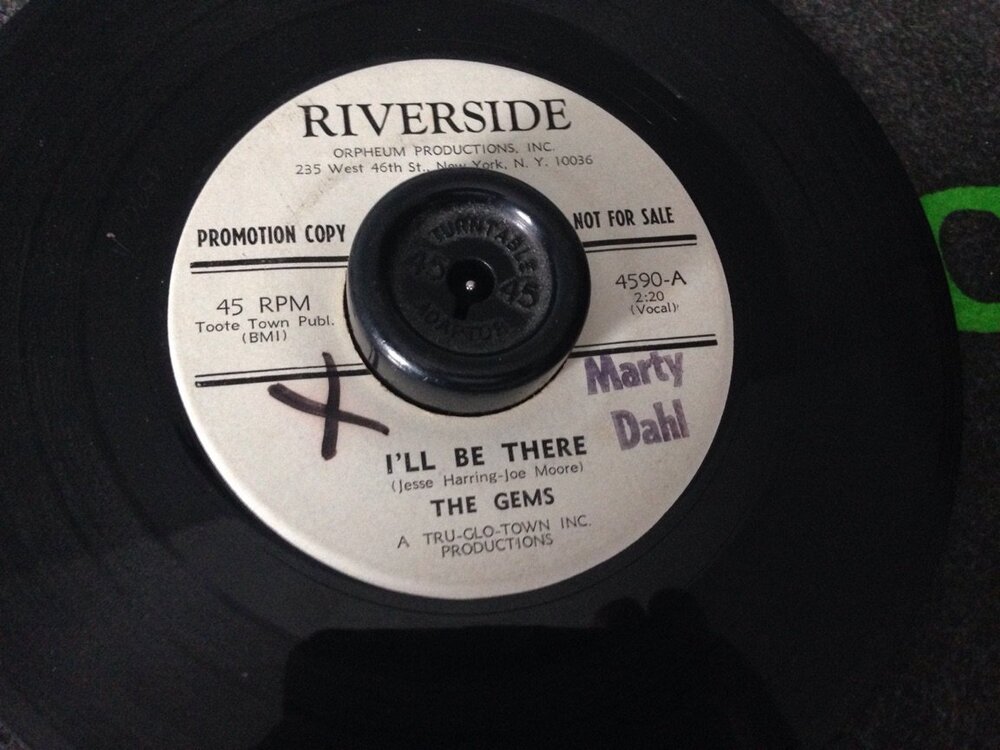 RIVERSIDE
ORPHEUM PRODUCTIONS, INC.
235 West 46th St., New York, N. Y. 10036
PROMOTION COPY
NOT FOR SALE
TURNTABLE
45 45
ADAPTOR
45 RPM
Toote Town Publ.
(BMI)
4590-A
2:20
(Vocal)
X
Marty
Dahl
I'LL BE THERE
(Jesse Harring-Joe Moore)
THE GEMS
A TRU-GLO-TOWN INC.
PRODUCTIONS